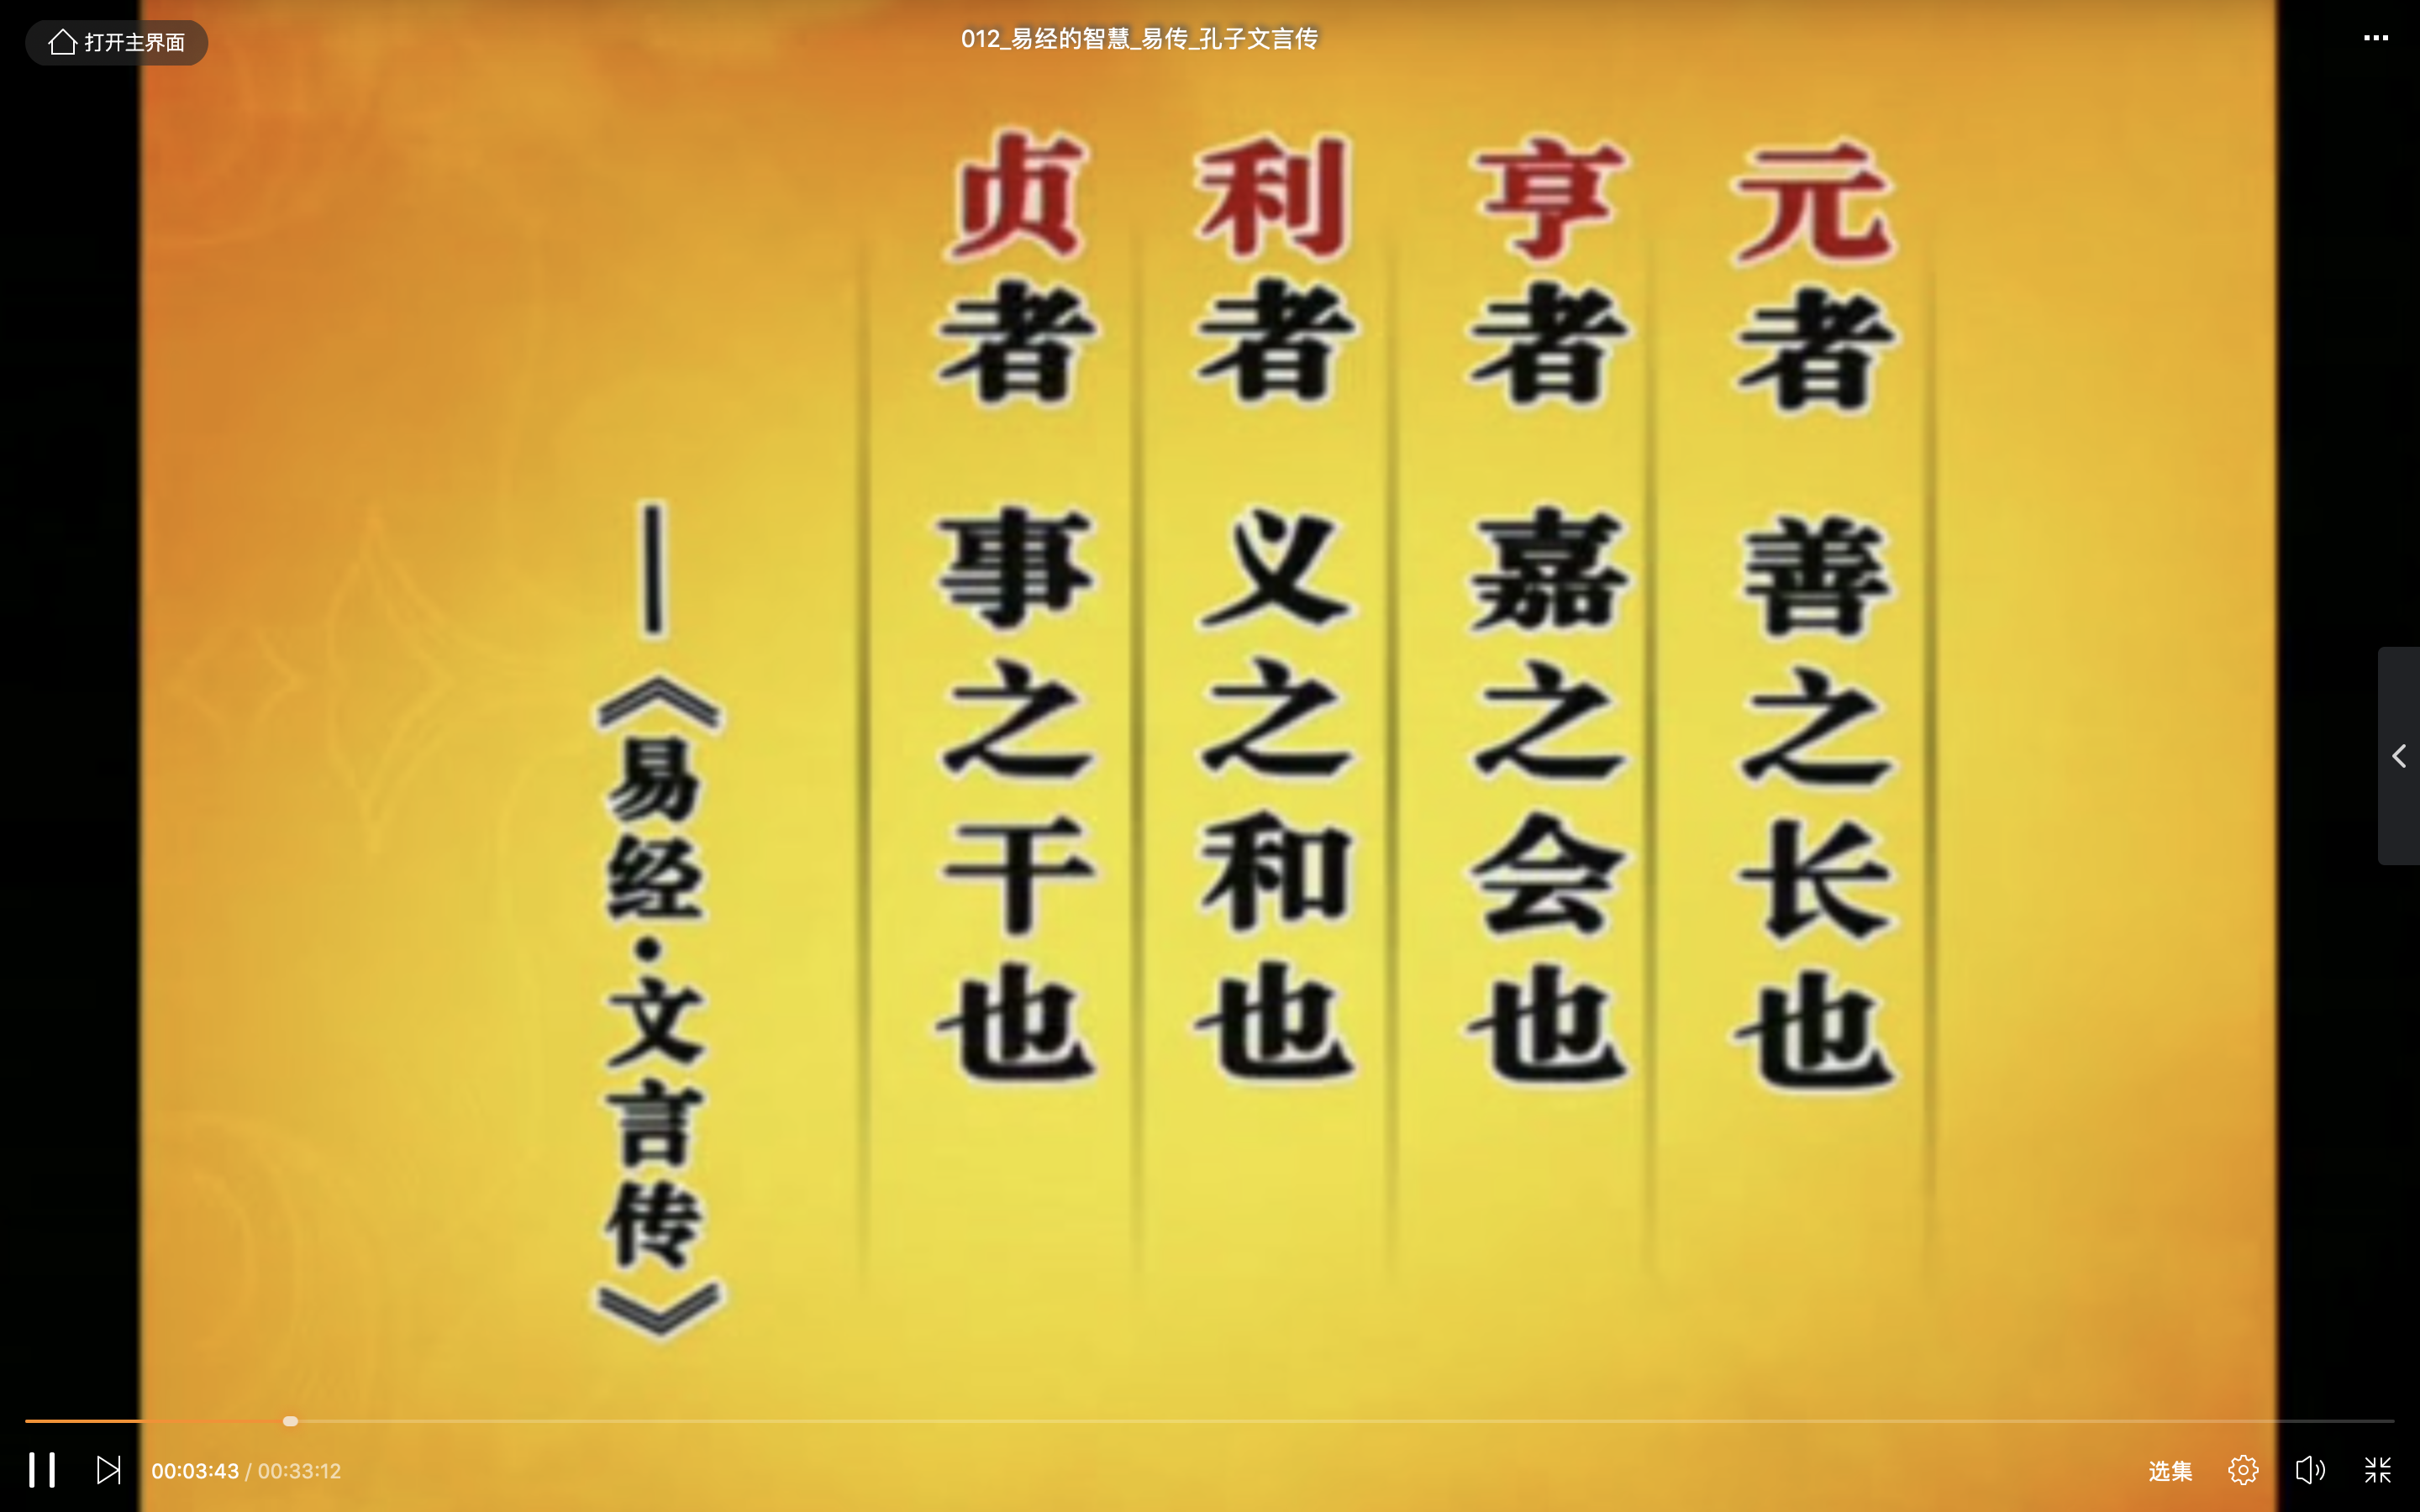 打开主界面
012_易经的智慧_易传_孔子文言传
元者 善之长也
亨者 嘉之会也
利者 义之和也
贞者 事之干也
—《易经·文言传》
00:03:43 / 00:33:12
选集